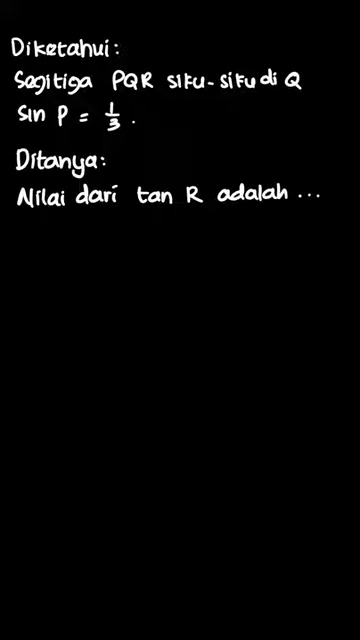 Diketahui:
Segitiga PQR siku-siku di Q
sin P = 1/3.
Ditanya:
Nilai dari tan R adalah ...